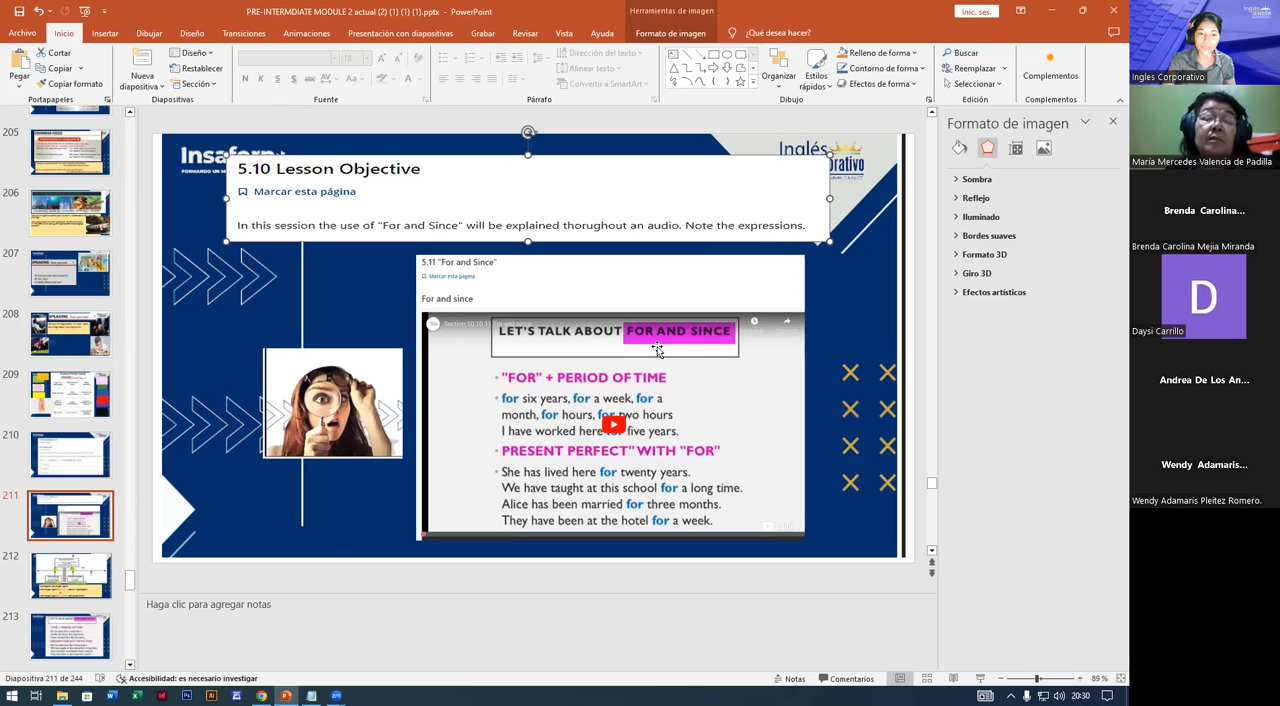 PRE-INTERMDIATE MODULE 2 actual (2) (1) (1) (1).pptx - PowerPoint
Herramientas de imagen
Inic. ses.
Archivo Inicio Insertar Dibujar Diseño Transiciones Animaciones Presentación con diapositivas Grabar Revisar Vista Ayuda Formato de imagen ¿Qué desea hacer?
Pegar
Cortar
Copiar
Copiar formato
Portapapeles
Nueva
diapositiva
Diseño
Restablecer
Sección
Diapositivas
N K S S abc AV Aa
Fuente
Dirección del texto
Alinear texto
Convertir a SmartArt
Párrafo
Organizar
Estilos
rápidos
Relleno de forma
Contorno de forma
Efectos de forma
Dibujo
Buscar
Reemplazar
Seleccionar
Edición
Complementos
Complementos
205
206
207
208
209
210
211
212
213
Insaforp
FORMANDO UN M
Inglés
orativo
5.10 Lesson Objective
Marcar esta página
In this session the use of "For and Since" will be explained thorughout an audio. Note the expressions.
5.11 "For and Since"
Marcar esta página
For and since
LET'S TALK ABOUT FOR AND SINCE
"FOR" + PERIOD OF TIME
for six years, for a week, for a
month, for hours, for two hours
I have worked here for five years.
PRESENT PERFECT" WITH "FOR"
She has lived here for twenty years.
We have taught at this school for a long time.
Alice has been married for three months.
They have been at the hotel for a week.
Haga clic para agregar notas
Formato de imagen
Sombra
Reflejo
Iluminado
Bordes suaves
Formato 3D
Giro 3D
Efectos artísticos
Ingles Corporativo
María Mercedes Valencia de Padilla
Brenda Carolina...
Brenda Carolina Mejia Miranda
D
Daysi Carrillo
Andrea De Los An...
Wendy Adamaris...
Wendy Adamaris Pleitez Romero.
Diapositiva 211 de 244
Accesibilidad: es necesario investigar
Notas
Comentarios
89 %
20:30